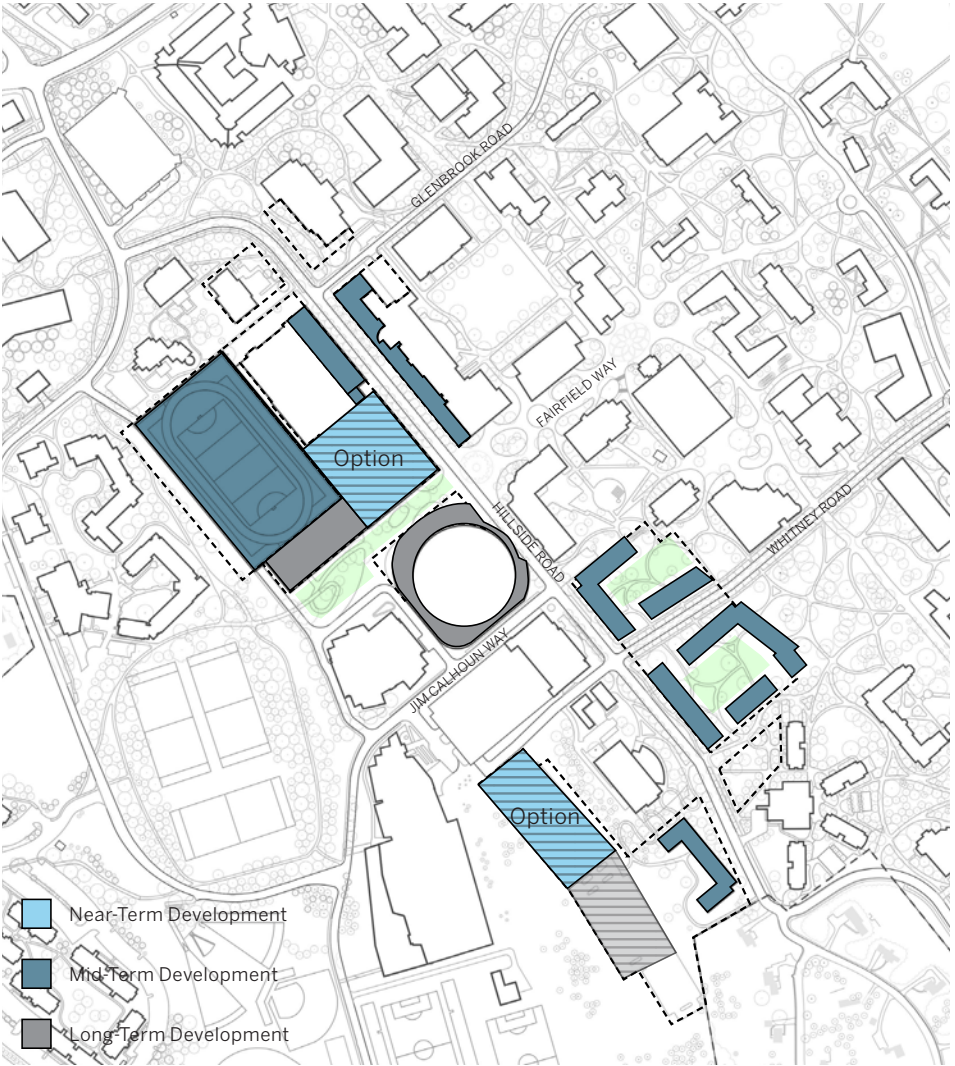 GLENBROOK ROAD
FAIRFIELD WAY
Option
HILLSIDE ROAD
WHITNEY ROAD
JIM CALHOUN WAY
Option
Near-Term Development
Mid-Term Development
Long-Term Development